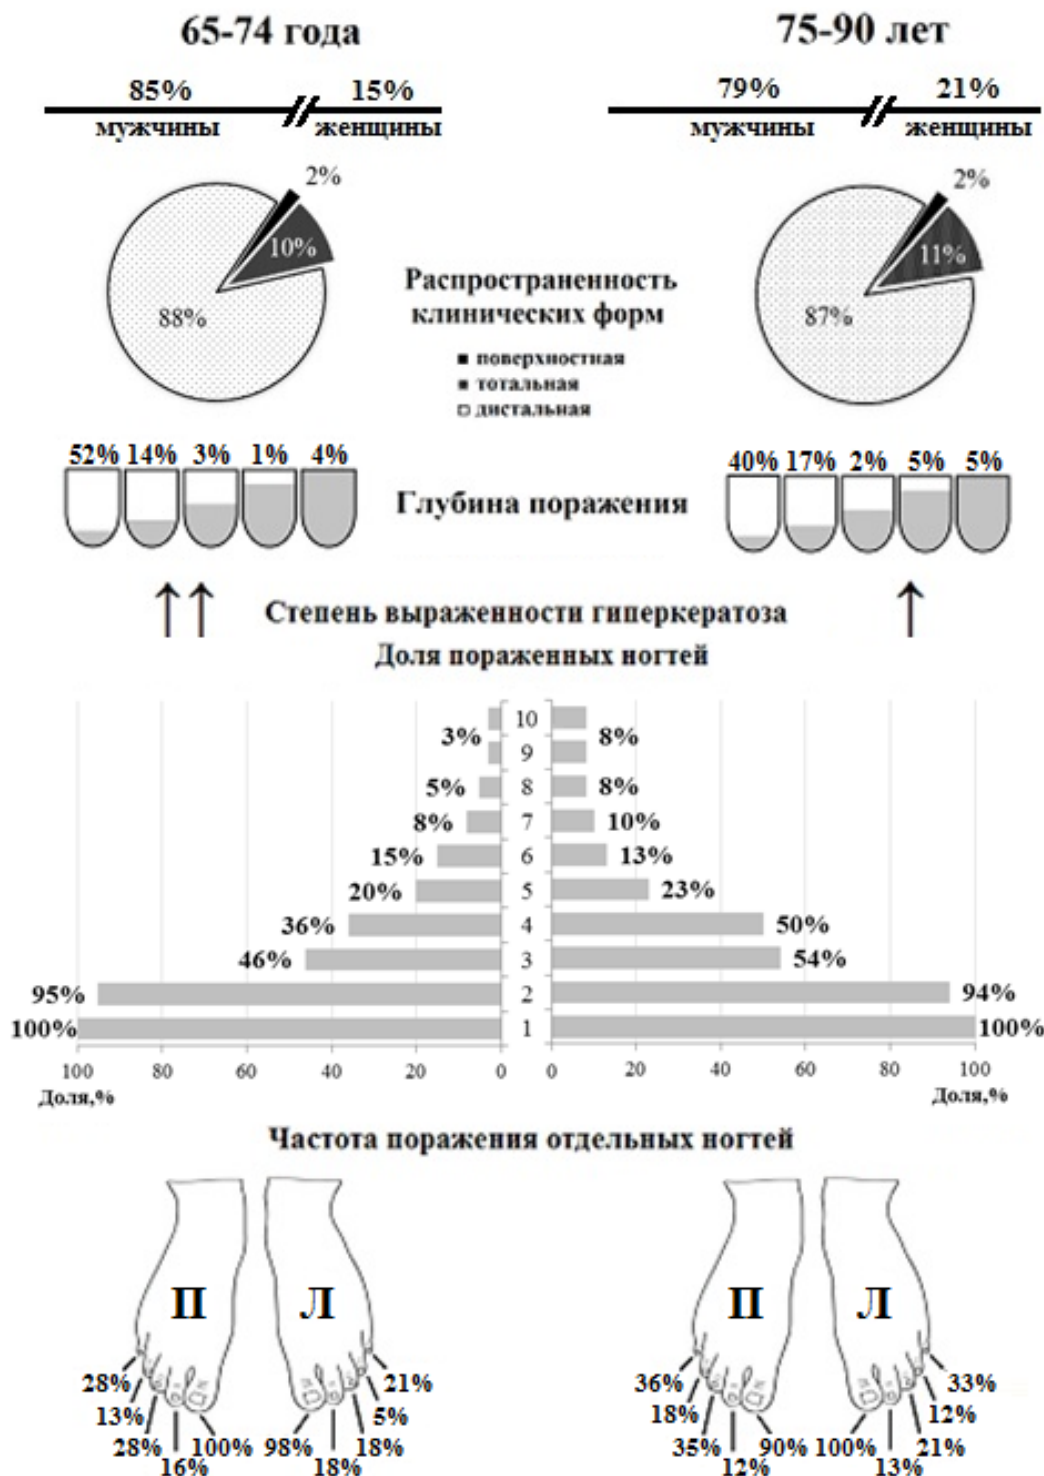 65-74 года
75-90 лет
85% 15%
79% 21%
мужчины женщины
мужчины женщины
2%
10%
88%
2%
11%
87%
Распространенность
клинических форм
поверхностная
тотальная
дистальная
52% 14% 3% 1% 4%
Глубина поражения
40% 17% 2% 5% 5%
Степень выраженности гиперкератоза
Доля пораженных ногтей
10
3% 9 8%
5% 8 8%
8% 7 10%
15% 6 13%
20% 5 23%
36% 4 50%
46% 3 54%
95% 2 94%
100% 1 100%
100 80 60 40 20 0 0 20 40 60 80 100
Доля,% Доля,%
Частота поражения отдельных ногтей
П Л
П Л
28% 21%
13% 5%
28% 100% 98% 18%
16% 18%
36% 33%
18% 12%
35% 90% 100% 21%
12% 13%